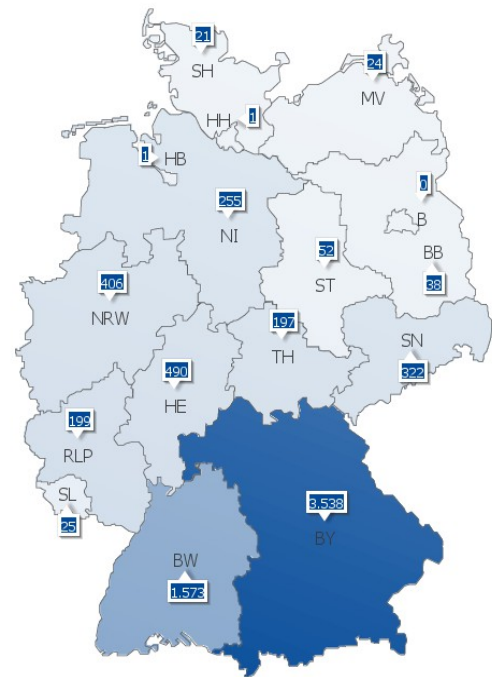 21
SH
24
MV
HH
1
1
HB
0
B
255
NI
52
ST
BB
38
406
NRW
197
TH
SN
322
490
HE
199
RLP
SL
25
3.538
BY
BW
1.573